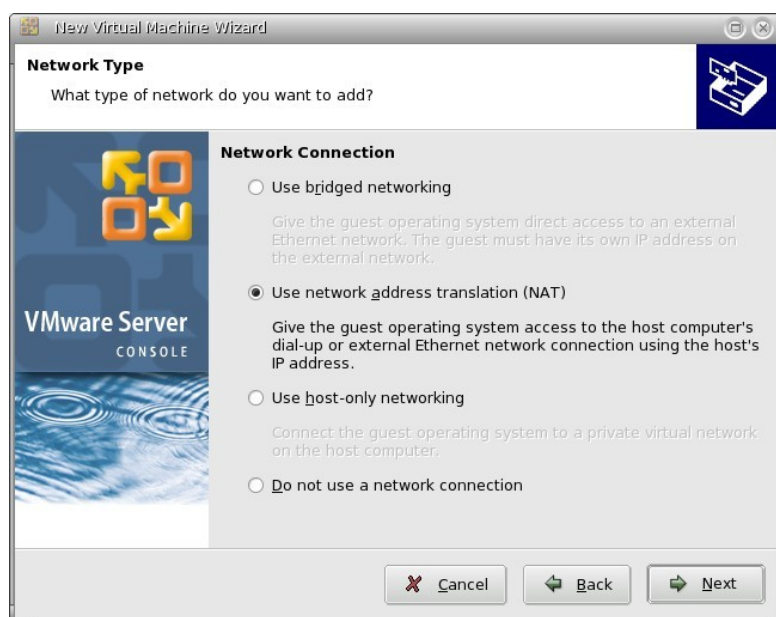 New Virtual Machine Wizard
Network Type
What type of network do you want to add?
VMware Server
CONSOLE
Network Connection
Use bridged networking
Give the guest operating system direct access to an external
Ethernet network. The guest must have its own IP address on
the external network.
Use network address translation (NAT)
Give the guest operating system access to the host computer's
dial-up or external Ethernet network connection using the host's
IP address.
Use host-only networking
Connect the guest operating system to a private virtual network
on the host computer.
Do not use a network connection
Cancel
Back
Next